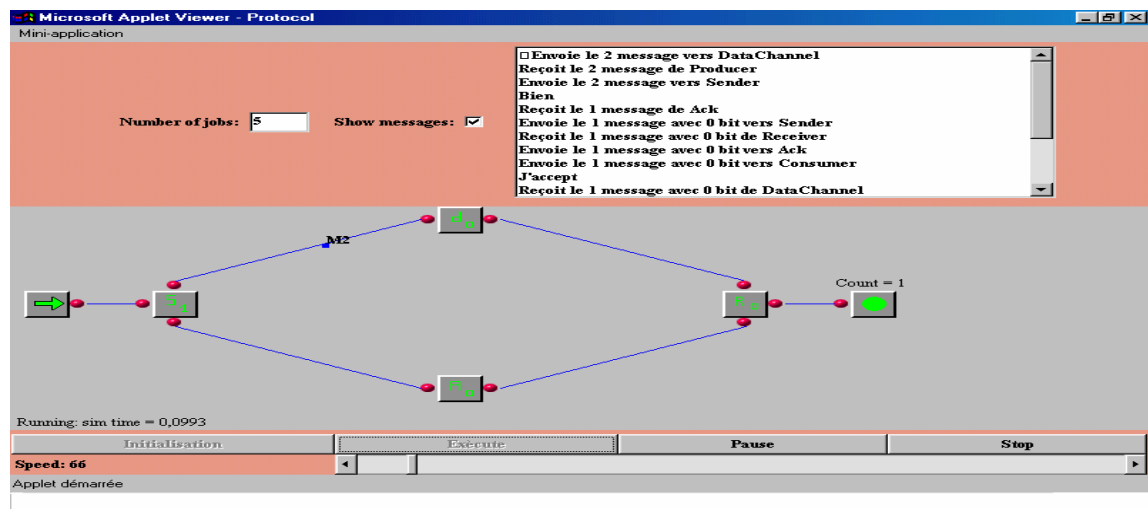 Microsoft Applet Viewer - Protocol
Mini-application
Envoie le 2 message vers DataChannel
Reçoit le 2 message de Producer
Envoie le 2 message vers Sender
Bien
Reçoit le 1 message de Ack
Number of jobs: 5 Show messages:
Envoie le 1 message avec 0 bit vers Sender
Reçoit le 1 message avec 0 bit de Receiver
Envoie le 1 message avec 0 bit vers Ack
Envoie le 1 message avec 0 bit vers Consumer
J'accept
Reçoit le 1 message avec 0 bit de DataChannel
M2
Count = 1
Running: sim time = 0,0993
Initialisation Exècute Pause Stop
Speed: 66
Applet démarrée